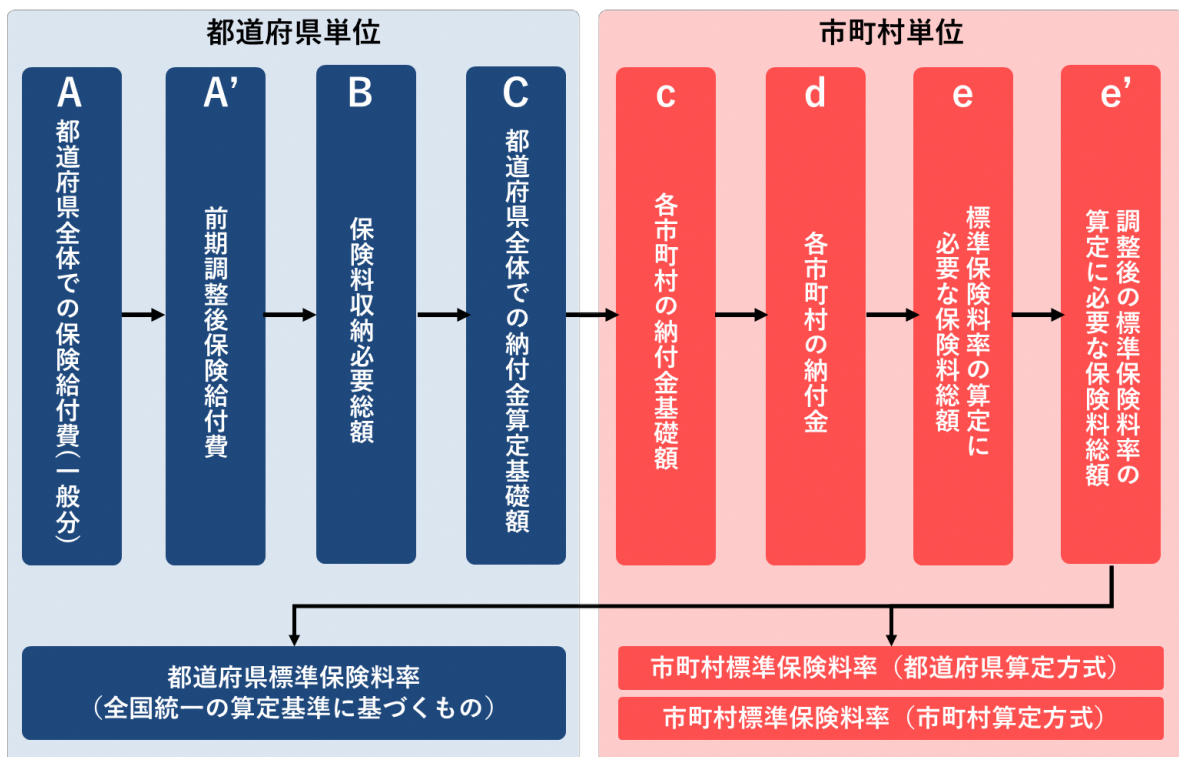 都道府県単位
A
都道府県全体での保険給付費(一般分)
A’
前期調整後保険給付費
B
保険料収納必要総額
C
都道府県全体での納付金算定基礎額
市町村単位
c
各市町村の納付金基礎額
d
各市町村の納付金
e
標準保険料率の算定に
必要な保険料総額
e’
調整後の標準保険料率の
算定に必要な保険料総額
都道府県標準保険料率
（全国統一の算定基準に基づくもの）
市町村標準保険料率（都道府県算定方式）
市町村標準保険料率（市町村算定方式）